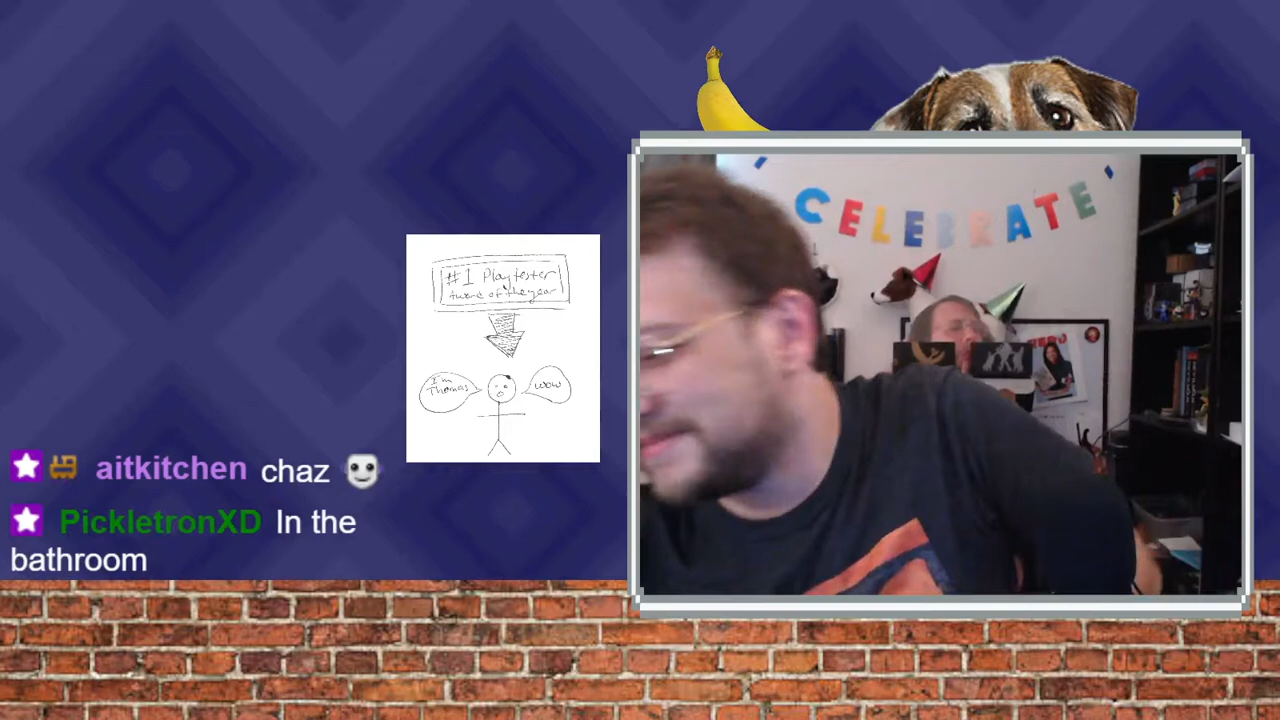 CELEBRATE
#1 Playtester
Award of the year
I'm
Thomas
wow
aitkitchen chaz
PickletronXD In the
bathroom